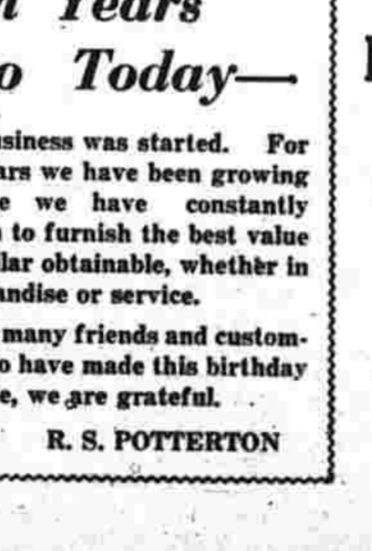 Years
o Today—
siness was started. For
ars we have been growing
e we have constantly
to furnish the best value
lar obtainable, whether in
andise or service.
many friends and custom-
o have made this birthday
e, we are grateful.
R. S. POTTERTON